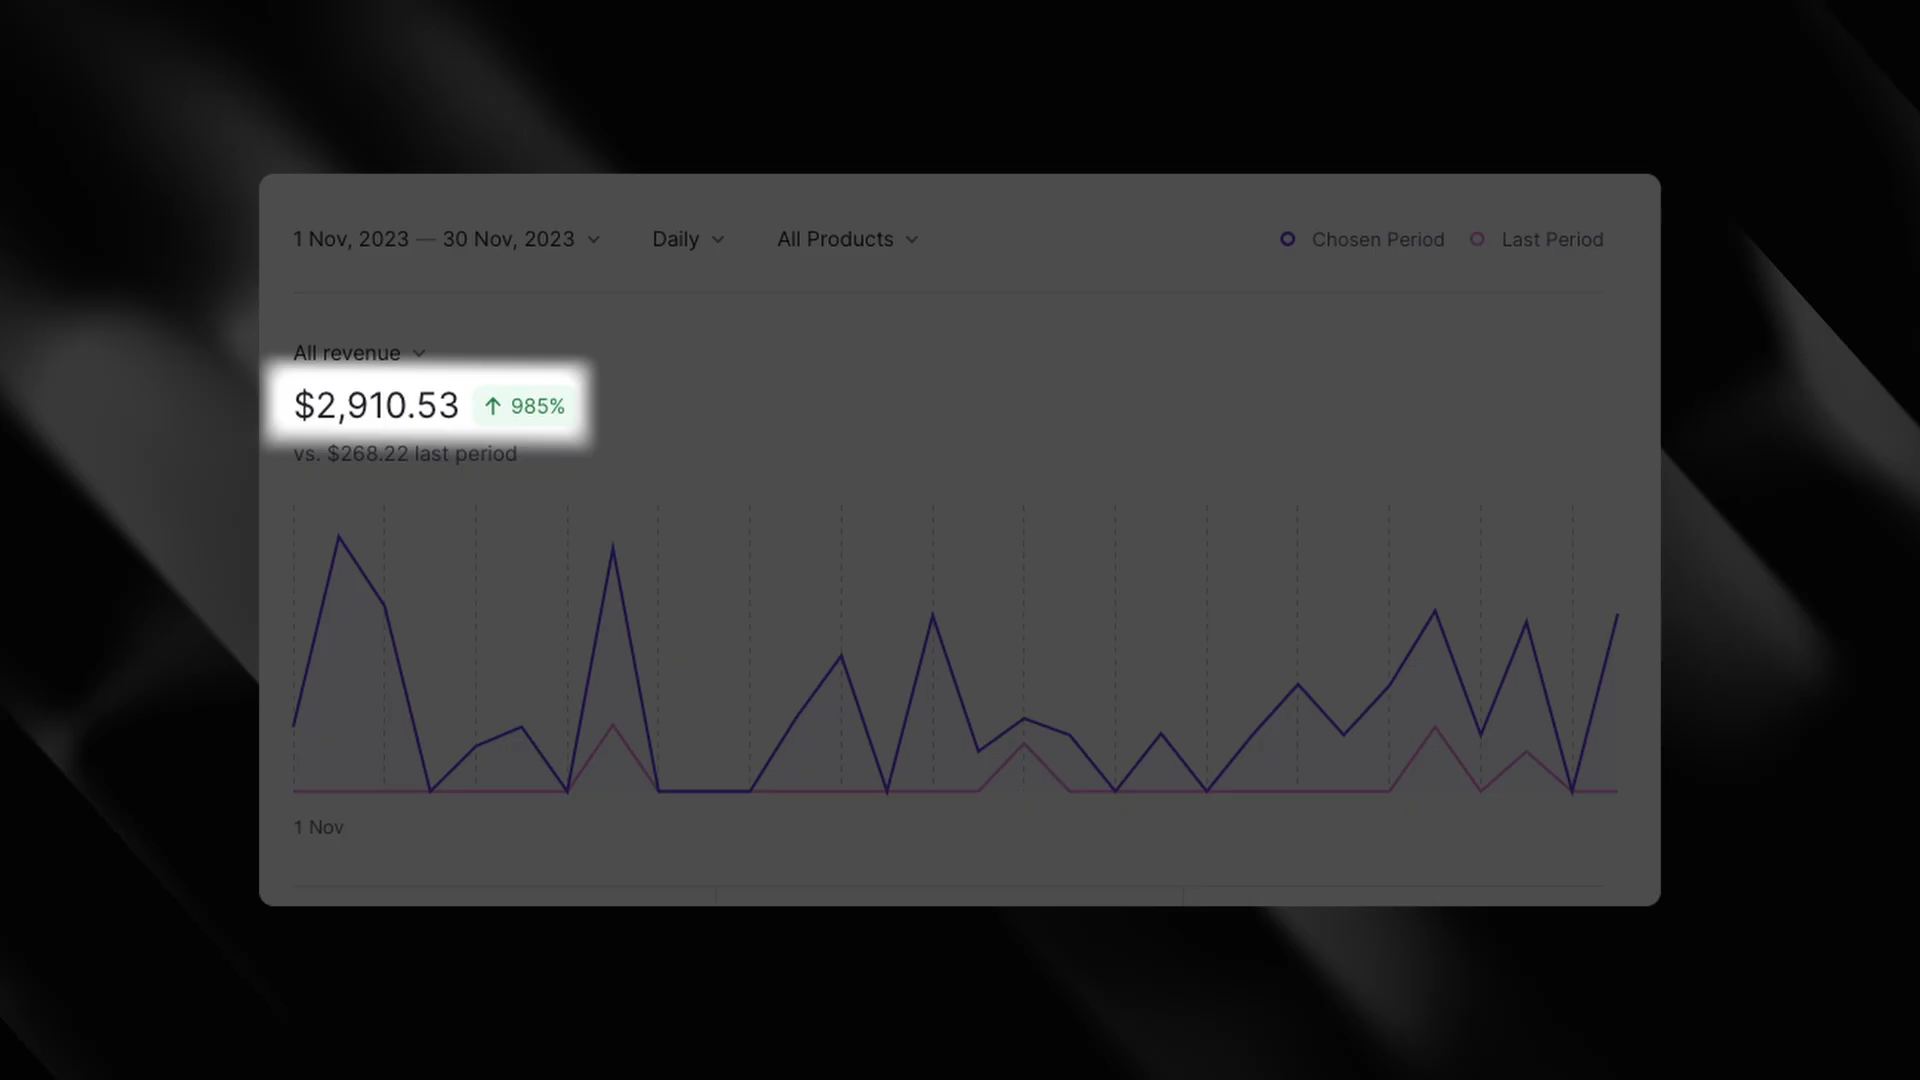 1 Nov, 2023 — 30 Nov, 2023 Daily All Products Chosen Period Last Period
All revenue
$2,910.53 ↑ 985%
vs. $268.22 last period
1 Nov